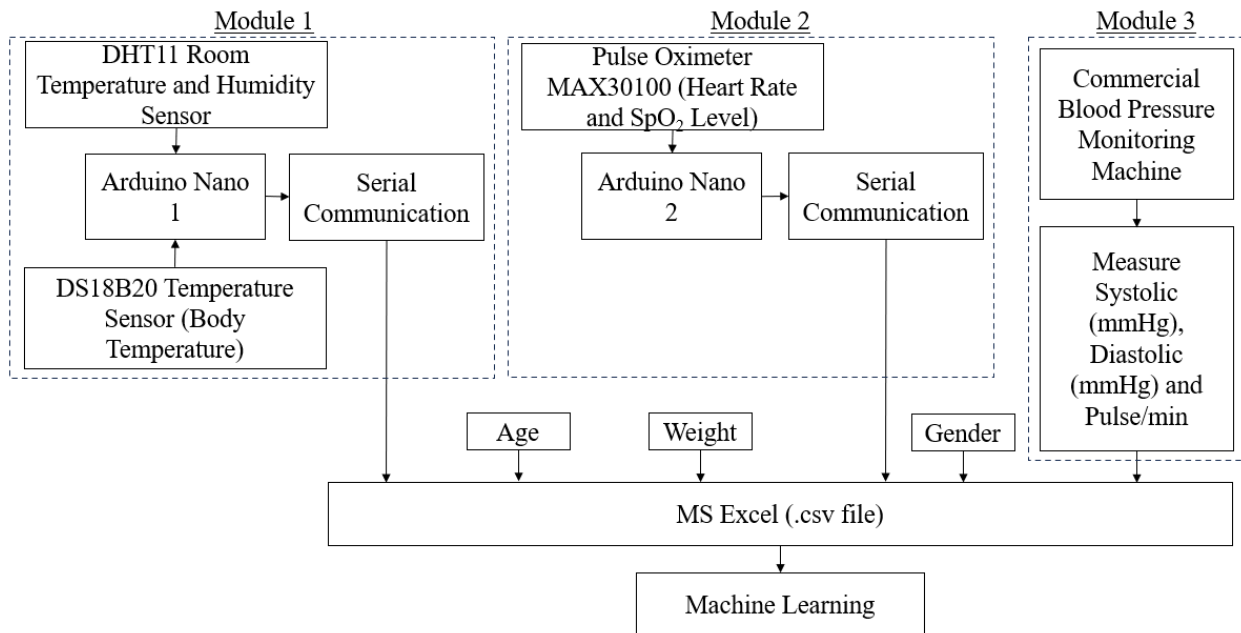 Module 1
DHT11 Room
Temperature and Humidity
Sensor
Arduino Nano
1
Serial
Communication
DS18B20 Temperature
Sensor (Body
Temperature)
Module 2
Pulse Oximeter
MAX30100 (Heart Rate
and SpO₂ Level)
Arduino Nano
2
Serial
Communication
Module 3
Commercial
Blood Pressure
Monitoring
Machine
Measure
Systolic
(mmHg),
Diastolic
(mmHg) and
Pulse/min
Age
Weight
Gender
MS Excel (.csv file)
Machine Learning